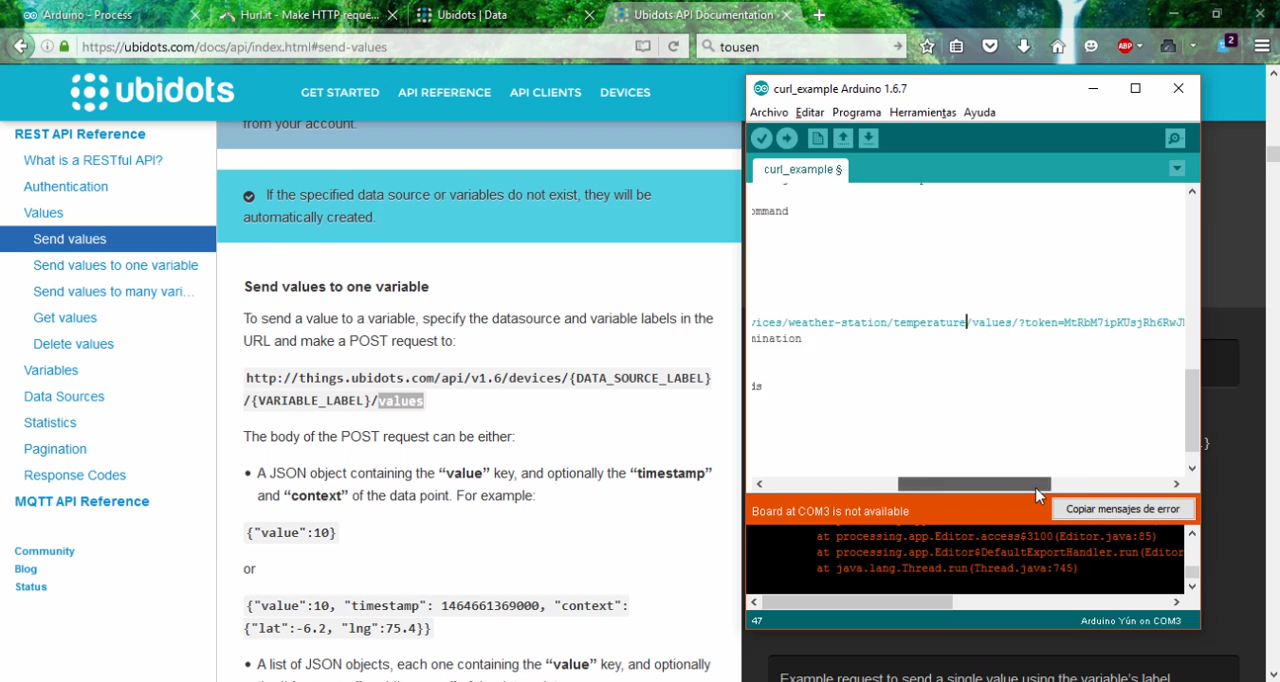 Arduino - Process
Hurl.it - Make HTTP reque...
Ubidots | Data
Ubidots API Documentation
https://ubidots.com/docs/api/index.html#send-values
tousen
ABP
2
ubidots
GET STARTED
API REFERENCE
API CLIENTS
DEVICES
REST API Reference
What is a RESTful API?
Authentication
Values
Send values
Send values to one variable
Send values to many vari...
Get values
Delete values
Variables
Data Sources
Statistics
Pagination
Response Codes
MQTT API Reference
Community
Blog
Status
from your account.
If the specified data source or variables do not exist, they will be
automatically created.
Send values to one variable
To send a value to a variable, specify the datasource and variable labels in the
URL and make a POST request to:
http://things.ubidots.com/api/v1.6/devices/{DATA_SOURCE_LABEL}
/{VARIABLE_LABEL}/values
The body of the POST request can be either:
• A JSON object containing the “value” key, and optionally the “timestamp”
and “context” of the data point. For example:
{"value":10}
or
{"value":10, "timestamp": 1464661369000, "context":
{"lat":-6.2, "lng":75.4}}
• A list of JSON objects, each one containing the “value” key, and optionally
curl_example Arduino 1.6.7
Archivo Editar Programa Herramientas Ayuda
curl_example §
ommand
vices/weather-station/temperature/values/?token=MtRbM7ipKUsjRh6RwJ
mination
is
Board at COM3 is not available
Copiar mensajes de error
at processing.app.Editor.access$3100(Editor.java:85)
at processing.app.Editor$DefaultExportHandler.run(Editor
at java.lang.Thread.run(Thread.java:745)
47
Arduino Yún on COM3
}
Example request to send a single value using the variable's label